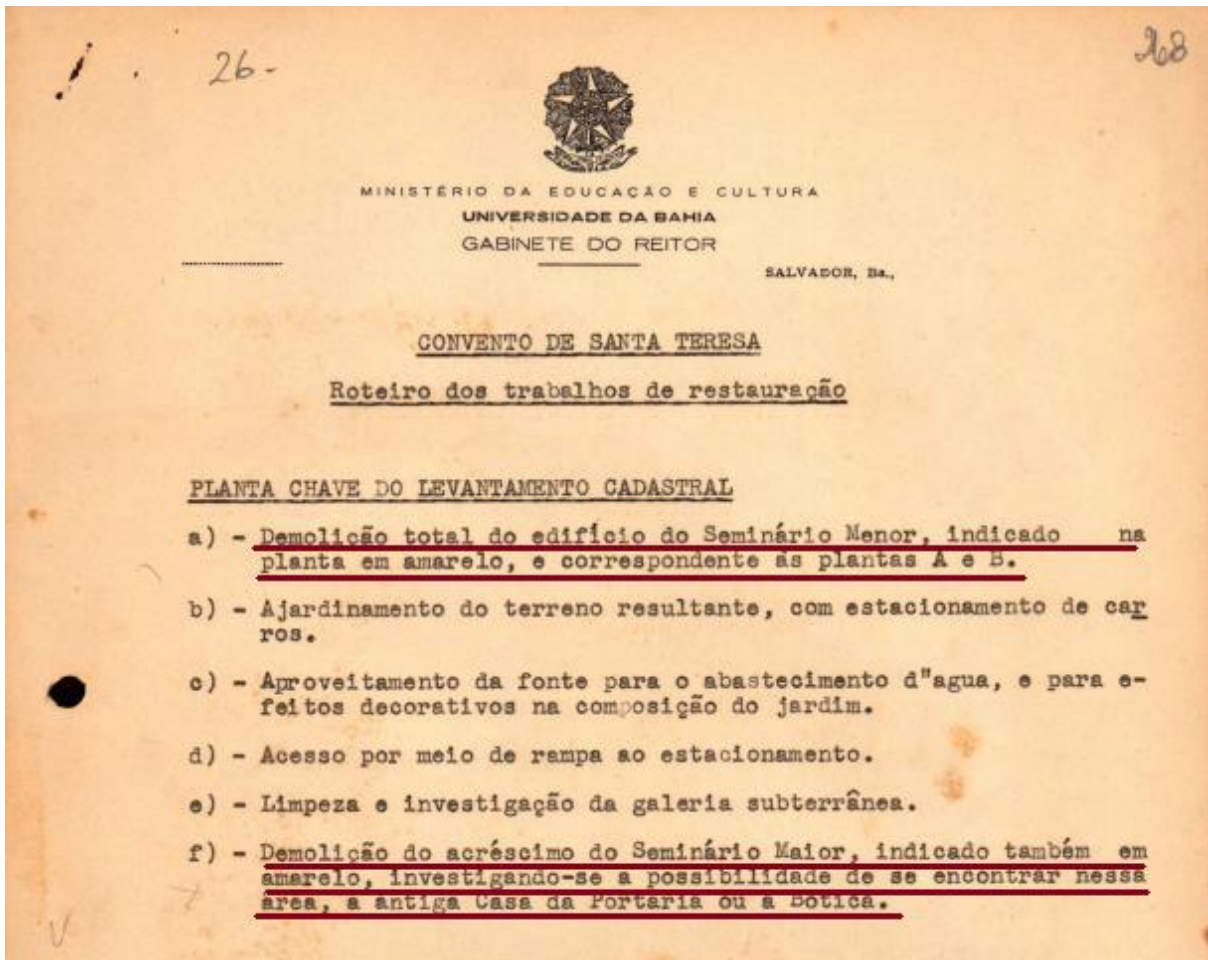 26-
268
MINISTÉRIO DA EDUCAÇÃO E CULTURA
UNIVERSIDADE DA BAHIA
GABINETE DO REITOR
SALVADOR, Ba.,
CONVENTO DE SANTA TERESA
Roteiro dos trabalhos de restauração
PLANTA CHAVE DO LEVANTAMENTO CADASTRAL
a) - Demolição total do edifício do Seminário Menor, indicado na
planta em amarelo, e correspondente ás plantas A e B.
b) - Ajardinamento do terreno resultante, com estacionamento de car
ros.
c) - Aproveitamento da fonte para o abastecimento d"agua, e para e-
feitos decorativos na composição do jardim.
d) - Acesso por meio de rampa ao estacionamento.
e) - Limpeza e investigação da galeria subterrânea.
f) - Demolição do acréscimo do Seminário Maior, indicado também em
amarelo, investigando-se a possibilidade de se encontrar nessa
área, a antiga Casa da Portaria ou a Botica.